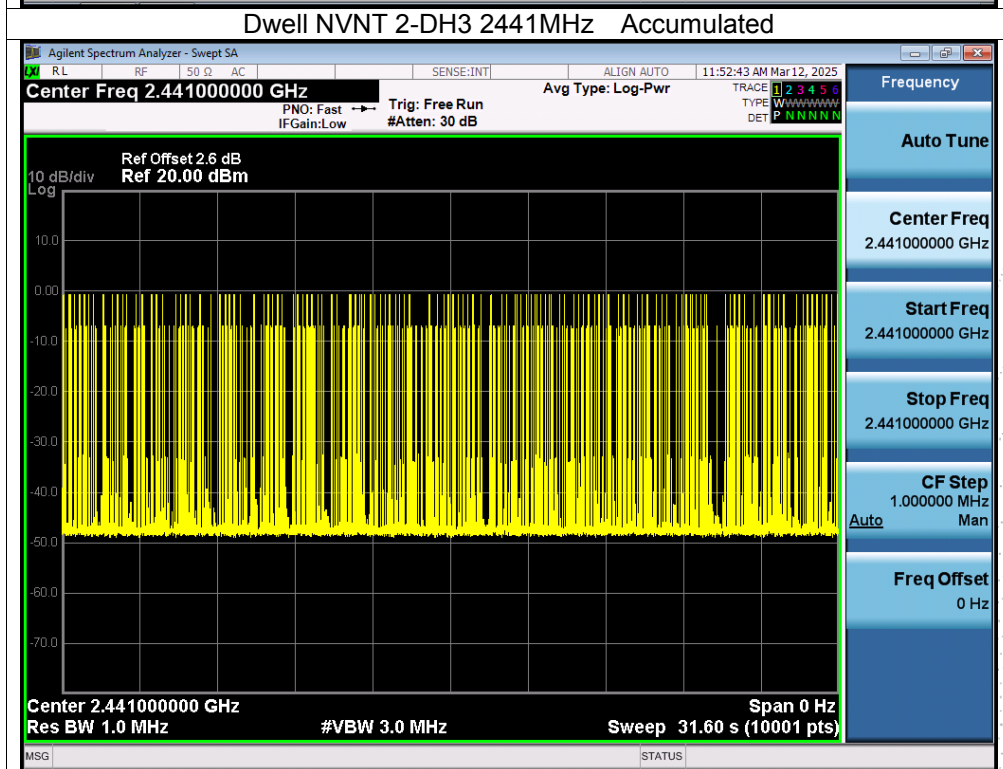 Dwell NVNT 2-DH3 2441MHz Accumulated
Agilent Spectrum Analyzer - Swept SA
LXI RL RF 50 Ω AC SENSE:INT ALIGN AUTO 11:52:43 AM Mar 12, 2025
Center Freq 2.441000000 GHz
PNO: Fast
IFGain:Low
Trig: Free Run
#Atten: 30 dB
Avg Type: Log-Pwr
TRACE 1 2 3 4 5 6
TYPE WWWWWWW
DET P N N N N N
Ref Offset 2.6 dB
10 dB/div Ref 20.00 dBm
Log
10.0
0.00
-10.0
-20.0
-30.0
-40.0
-50.0
-60.0
-70.0
Center 2.441000000 GHz Span 0 Hz
Res BW 1.0 MHz #VBW 3.0 MHz Sweep 31.60 s (10001 pts)
MSG STATUS
Frequency
Auto Tune
Center Freq
2.441000000 GHz
Start Freq
2.441000000 GHz
Stop Freq
2.441000000 GHz
CF Step
1.000000 MHz
Auto Man
Freq Offset
0 Hz